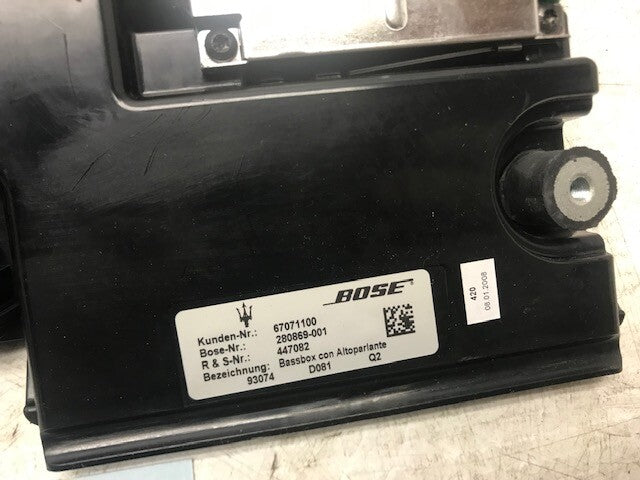 BOSE
Kunden-Nr.: 67071100
Bose-Nr.: 280869-001
R & S-Nr.: 447082
Bezeichnung: Bassbox con Altoparlante
93074 D081 Q2
420
08.01.2008